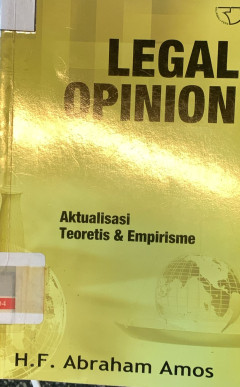 LEGAL
OPINION
Aktualisasi
Teoretis & Empirisme
H.F. Abraham Amos